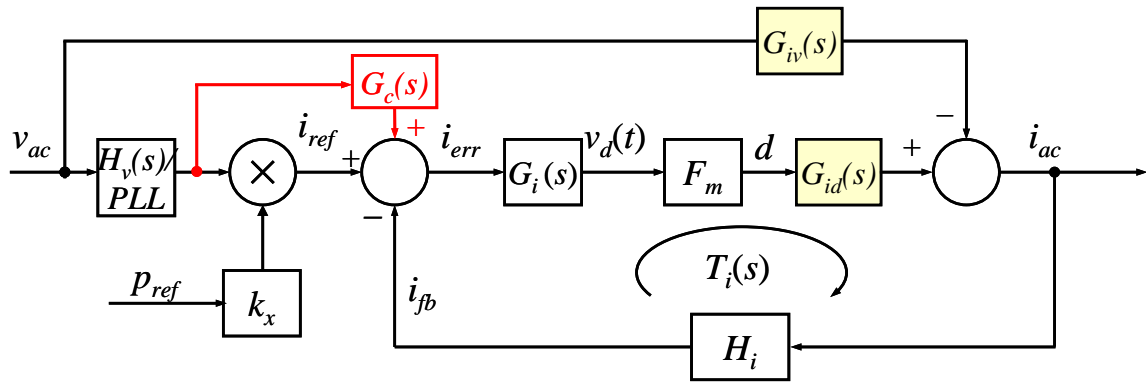 G_iv(s)
G_c(s)
−
v_ac
i_ref
+
i_err
v_d(t)
d
+
i_ac
H_v(s)/
PLL
×
+
G_i(s)
F_m
G_id(s)
−
p_ref
k_x
i_fb
T_i(s)
H_i